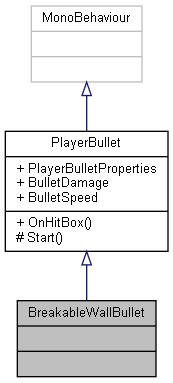 MonoBehaviour
PlayerBullet
+ PlayerBulletProperties
+ BulletDamage
+ BulletSpeed
+ OnHitBox()
# Start()
BreakableWallBullet